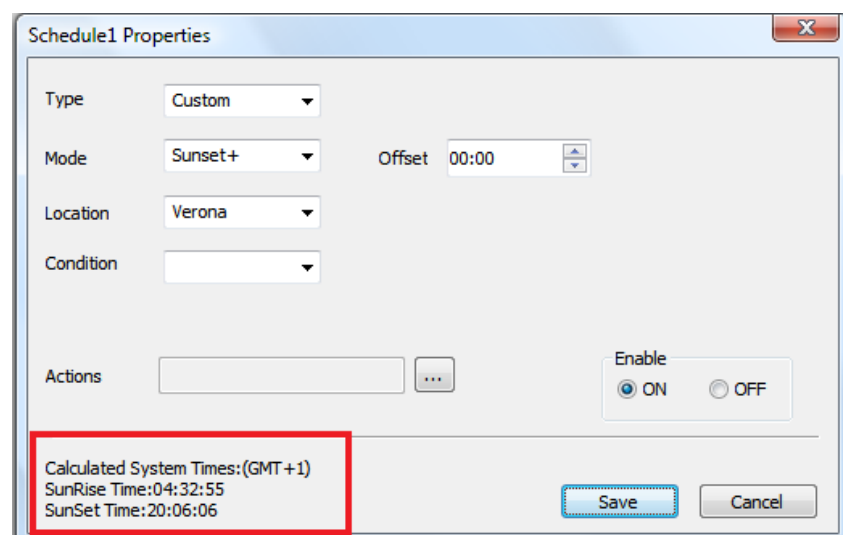 Schedule1 Properties
Type Custom
Mode Sunset+ Offset 00:00
Location Verona
Condition
Actions ...
Enable
ON OFF
Calculated System Times:(GMT+1)
SunRise Time:04:32:55
SunSet Time:20:06:06
Save Cancel